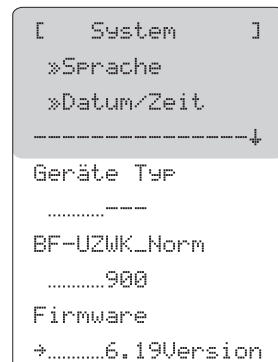 [ System ]
»Sprache
»Datum/Zeit
----------------↓
Geräte Typ
...........---
BF-UZWK_Norm
...........900
Firmware
→...........6.19Version